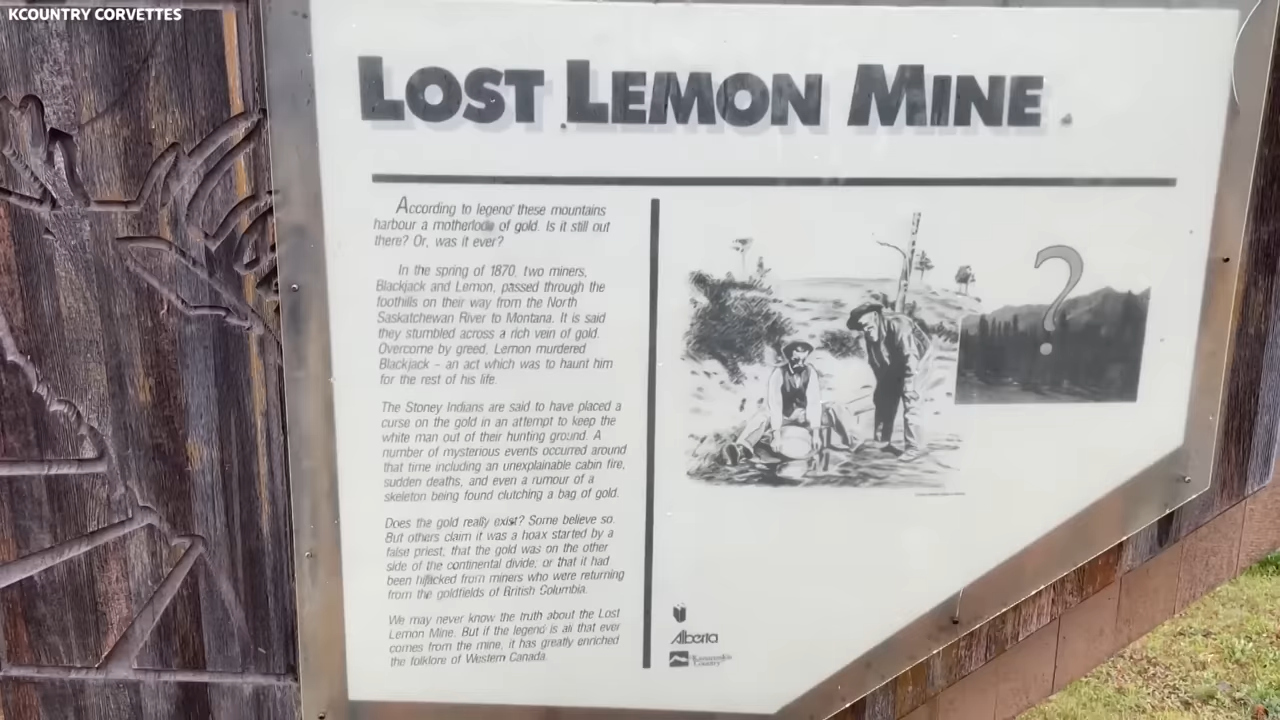 KCOUNTRY CORVETTES
LOST LEMON MINE
According to legend these mountains
harbour a motherlode of gold. Is it still out
there? Or, was it ever?
In the spring of 1870, two miners,
Blackjack and Lemon, passed through the
foothills on their way from the North
Saskatchewan River to Montana. It is said
they stumbled across a rich vein of gold.
Overcome by greed, Lemon murdered
Blackjack – an act which was to haunt him
for the rest of his life.
The Stoney Indians are said to have placed a
curse on the gold in an attempt to keep the
white man out of their hunting ground. A
number of mysterious events occurred around
that time including an unexplainable cabin fire,
sudden deaths, and even a rumour of a
skeleton being found clutching a bag of gold.
Does the gold really exist? Some believe so.
But others claim it was a hoax started by a
false priest; that the gold was on the other
side of the continental divide; or that it had
been hijacked from miners who were returning
from the goldfields of British Columbia.
We may never know the truth about the Lost
Lemon Mine. But if the legend is all that ever
comes from the mine, it has greatly enriched
the folklore of Western Canada.
?
Alberta
Kananaskis
Country